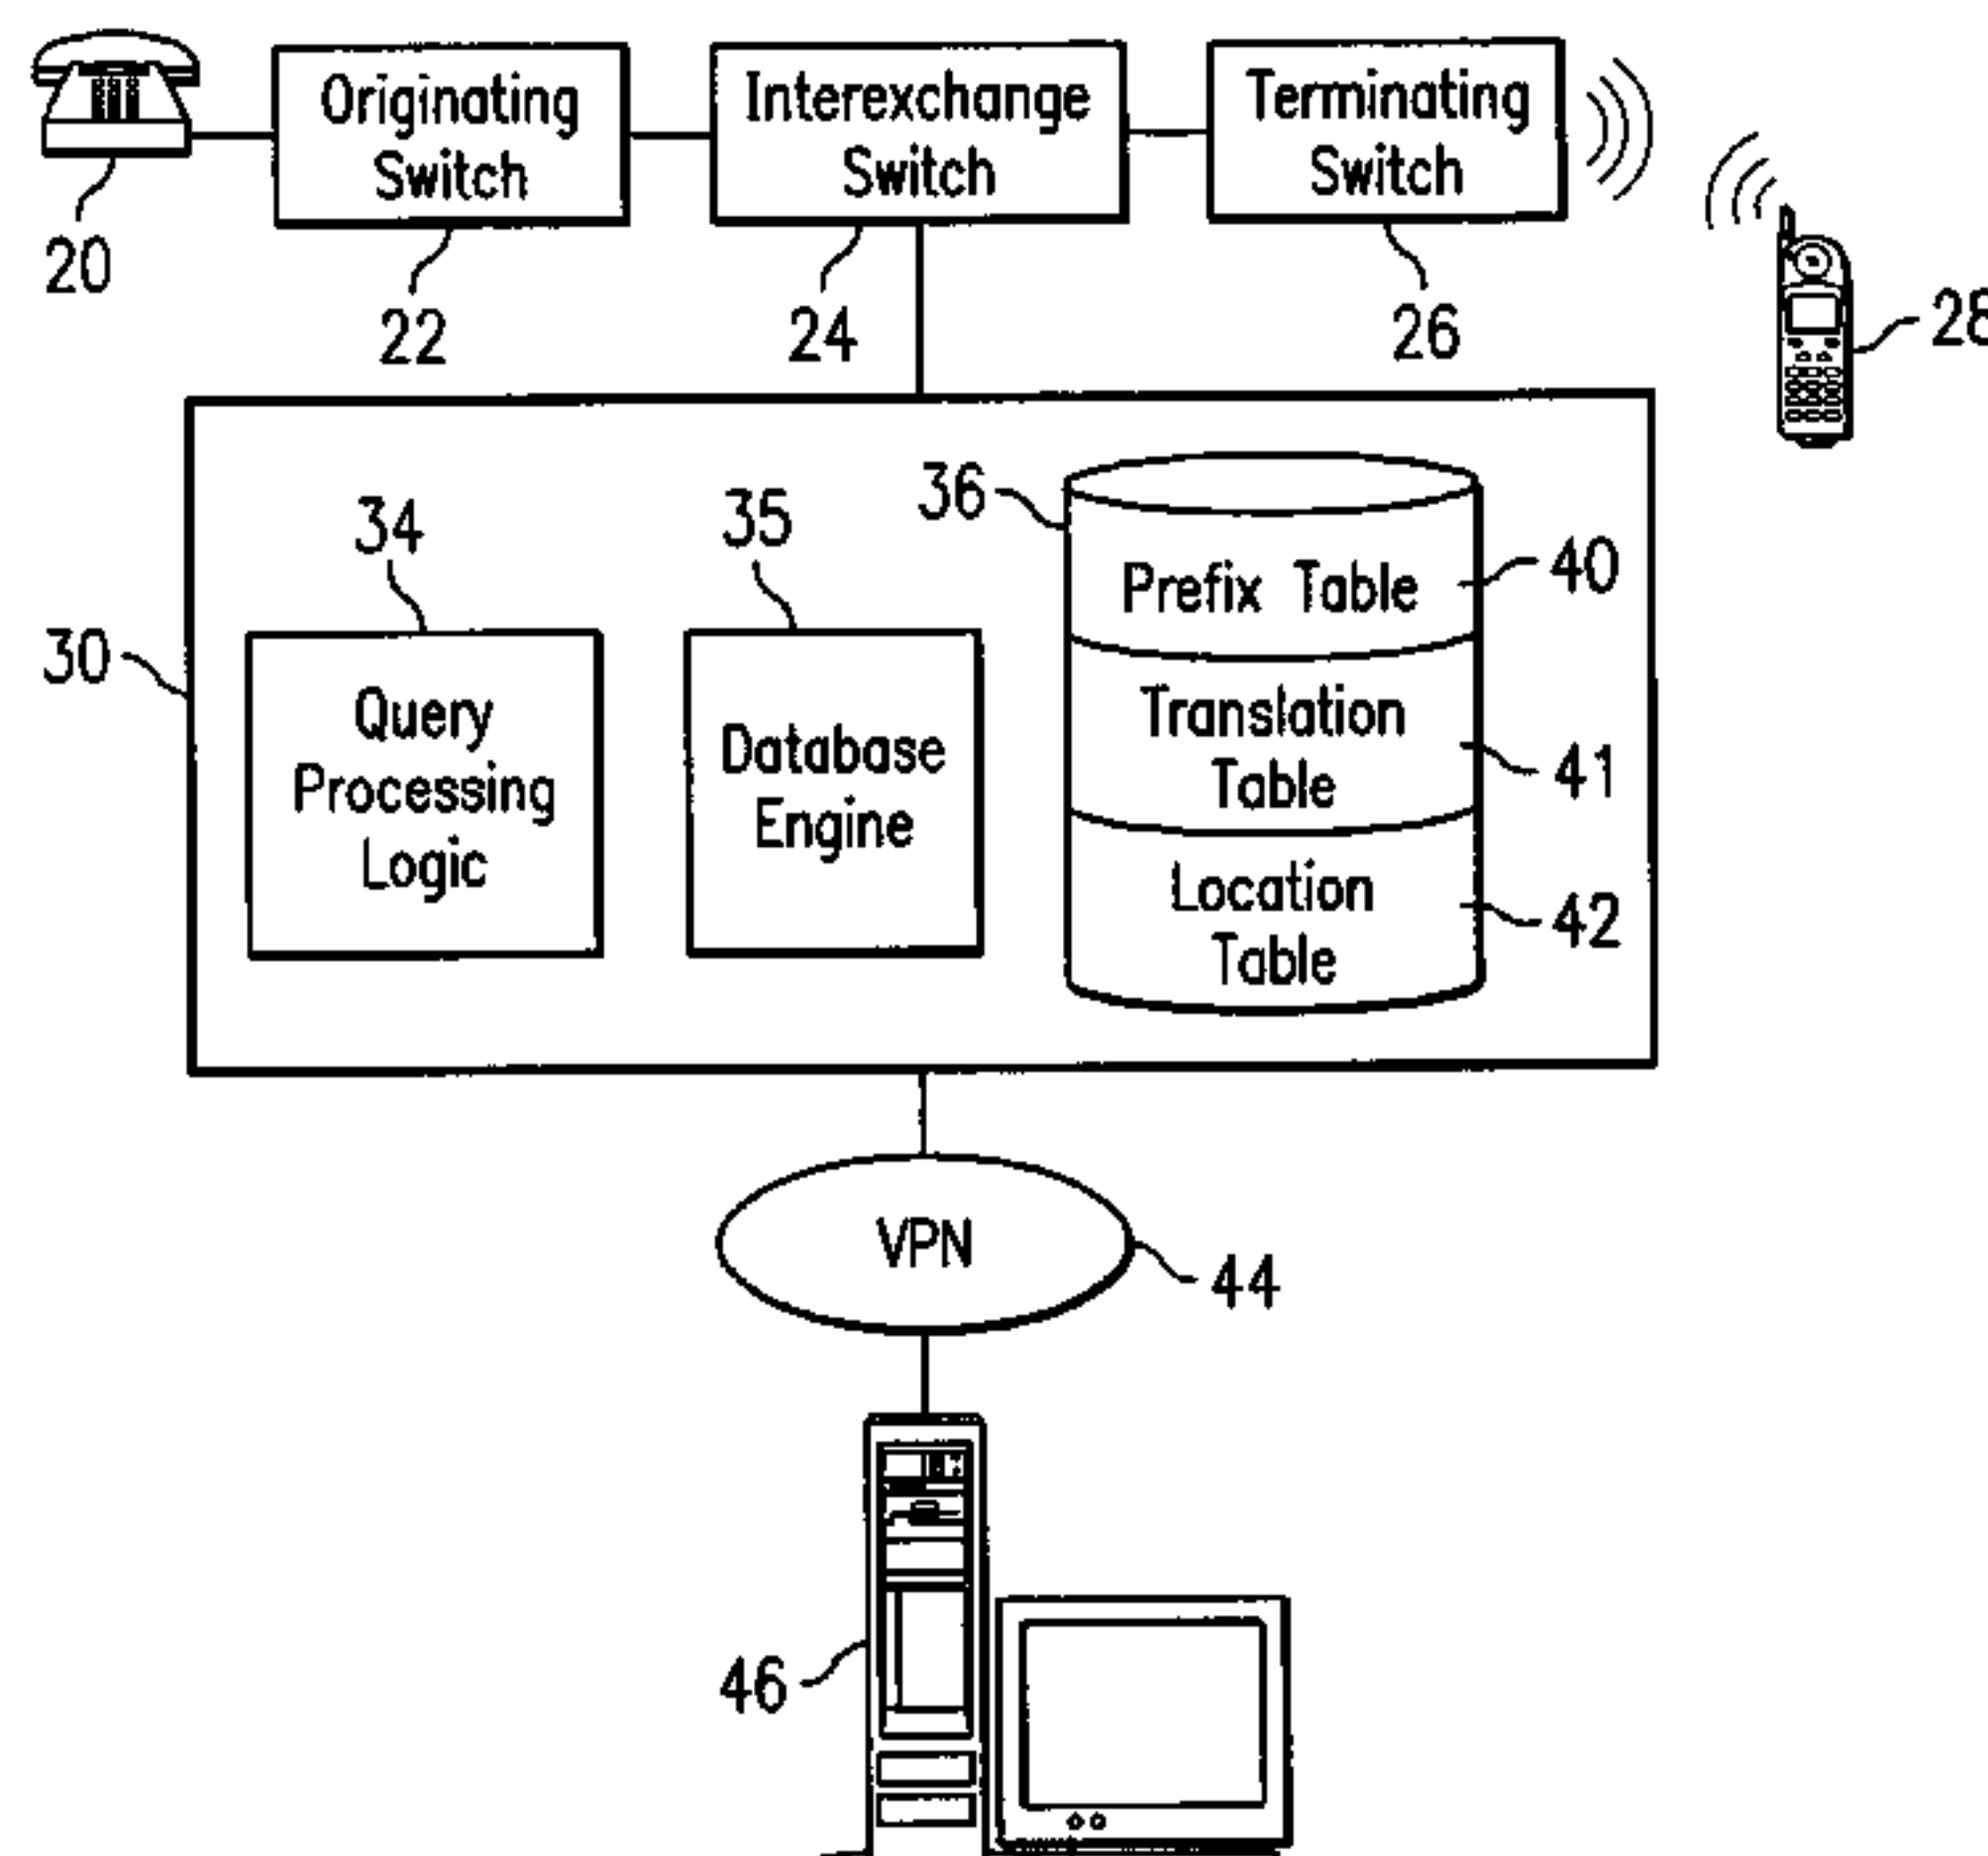 Originating
Switch
Interexchange
Switch
Terminating
Switch
20
22
24
26
28
30
34
35
36
Query
Processing
Logic
Database
Engine
Prefix Table
40
Translation
Table
41
Location
Table
42
VPN
44
46